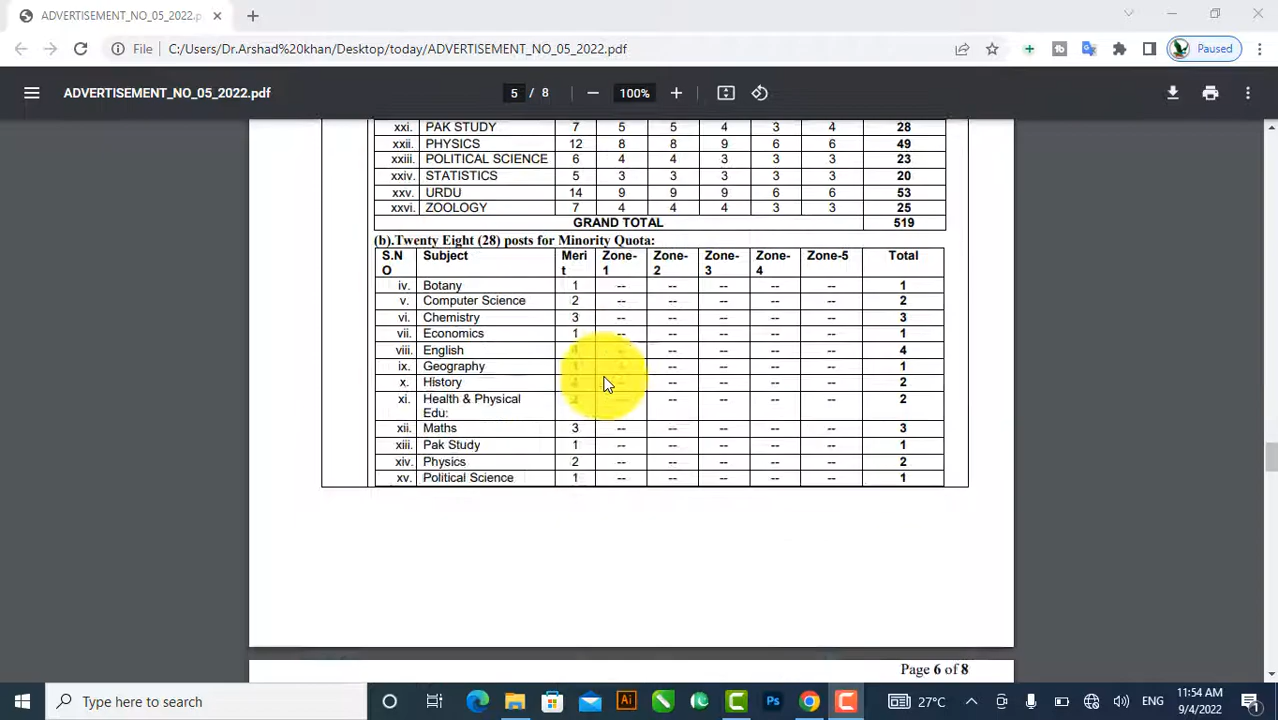 ADVERTISEMENT_NO_05_2022.p
File C:/Users/Dr.Arshad%20khan/Desktop/today/ADVERTISEMENT_NO_05_2022.pdf Paused
ADVERTISEMENT_NO_05_2022.pdf 5 / 8 100%
xxi. PAK STUDY 7 5 5 4 3 4 28
xxii. PHYSICS 12 8 8 9 6 6 49
xxiii. POLITICAL SCIENCE 6 4 4 3 3 3 23
xxiv. STATISTICS 5 3 3 3 3 3 20
xxv. URDU 14 9 9 9 6 6 53
xxvi. ZOOLOGY 7 4 4 4 3 3 25
GRAND TOTAL 519
(b).Twenty Eight (28) posts for Minority Quota:
S.N Subject Meri Zone- Zone- Zone- Zone- Zone-5 Total
O t 1 2 3 4
iv. Botany 1 -- -- -- -- -- 1
v. Computer Science 2 -- -- -- -- -- 2
vi. Chemistry 3 -- -- -- -- -- 3
vii. Economics 1 -- -- -- -- -- 1
viii. English 4 -- -- -- -- -- 4
ix. Geography -- -- -- -- -- 1
x. History -- -- -- -- -- 2
xi. Health & Physical -- -- -- -- -- 2
Edu:
xii. Maths 3 -- -- -- -- -- 3
xiii. Pak Study 1 -- -- -- -- -- 1
xiv. Physics 2 -- -- -- -- -- 2
xv. Political Science 1 -- -- -- -- -- 1
Page 6 of 8
Type here to search Ai Ps 27°C ENG 11:54 AM
9/4/2022 1